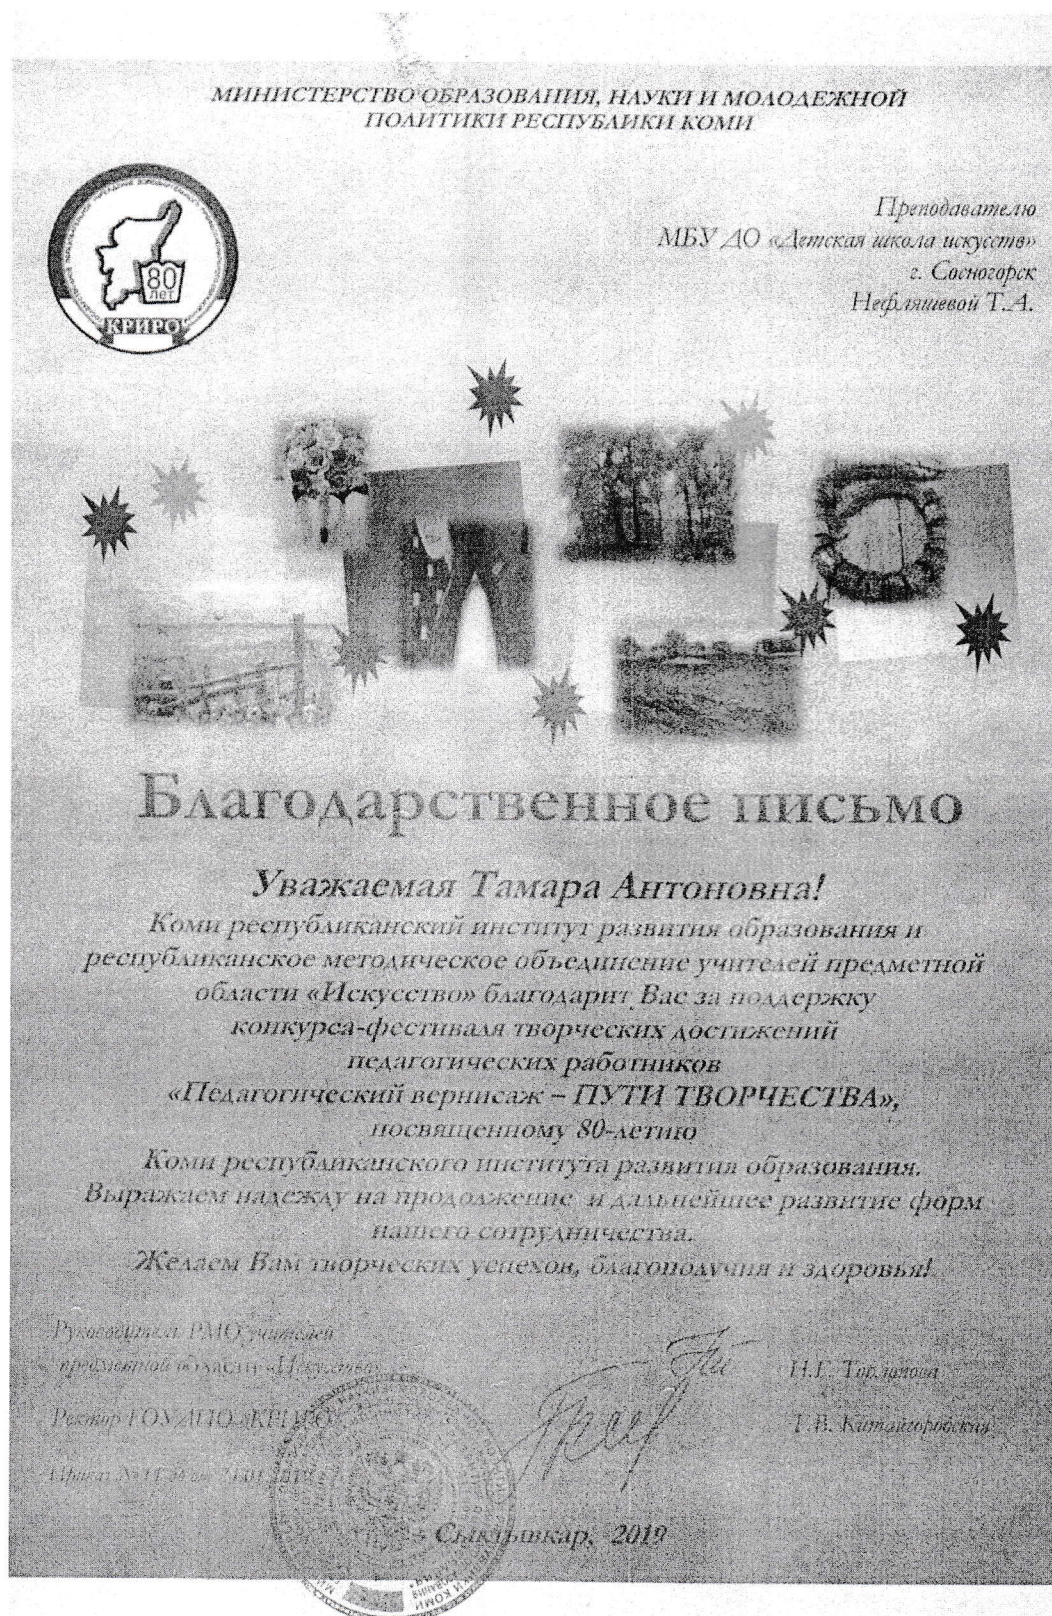 МИНИСТЕРСТВО ОБРАЗОВАНИЯ, НАУКИ И МОЛОДЕЖНОЙ
ПОЛИТИКИ РЕСПУБЛИКИ КОМИ
80
ЛЕТ
КРИРО
Преподавателю
МБУ ДО «Детская школа искусств»
г. Сосногорск
Нефляшевой Т.А.
Благодарственное письмо
Уважаемая Тамара Антоновна!
Коми республиканский институт развития образования и
республиканское методическое объединение учителей предметной
области «Искусство» благодарит Вас за поддержку
конкурса-фестиваля творческих достижений
педагогических работников
«Педагогический вернисаж – ПУТИ ТВОРЧЕСТВА»,
посвященному 80-летию
Коми республиканского института развития образования.
Выражаем надежду на продолжение и дальнейшее развитие форм
нашего сотрудничества.
Желаем Вам творческих успехов, благополучия и здоровья!
Руководитель РМО учителей
предметной области «Искусство»
Ректор ГОУДПО «КРИРО»
Т.В. Китайгородская
Сыктывкар, 2019